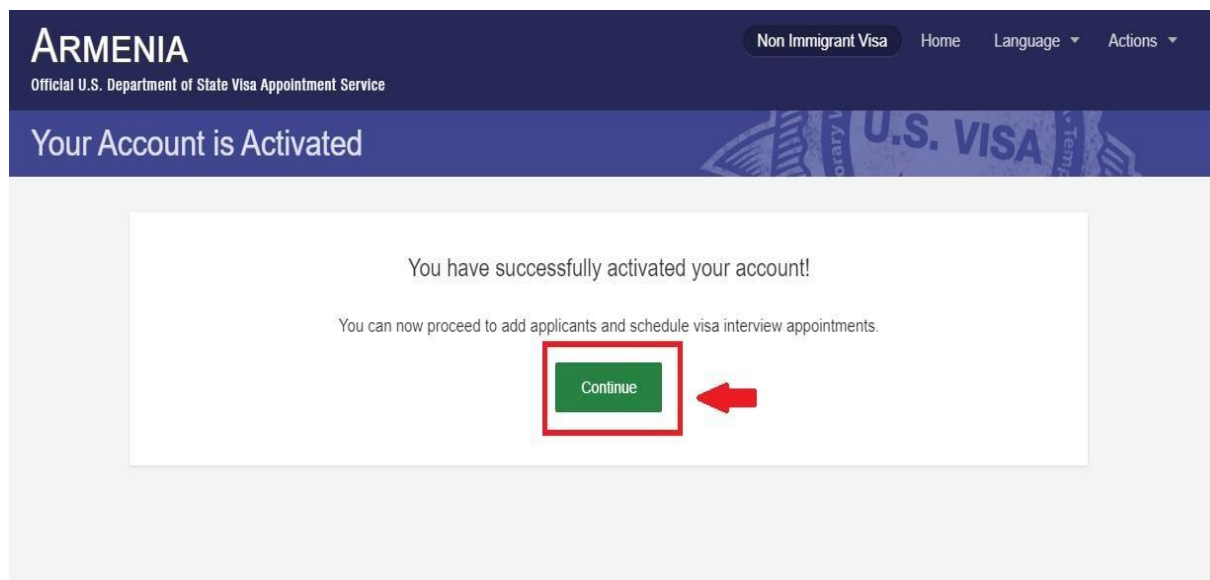 ARMENIA
Non Immigrant Visa Home Language Actions
Official U.S. Department of State Visa Appointment Service
Your Account is Activated
U.S. VISA
You have successfully activated your account!
You can now proceed to add applicants and schedule visa interview appointments.
Continue